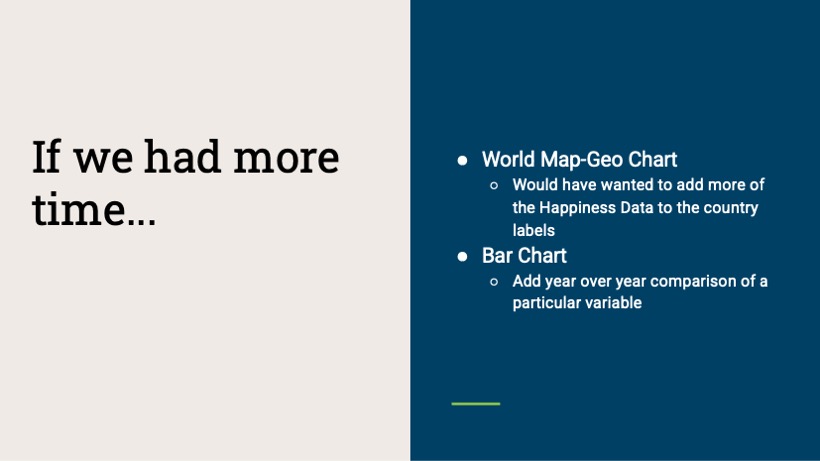 If we had more
time...
● World Map-Geo Chart
○ Would have wanted to add more of
the Happiness Data to the country
labels
● Bar Chart
○ Add year over year comparison of a
particular variable